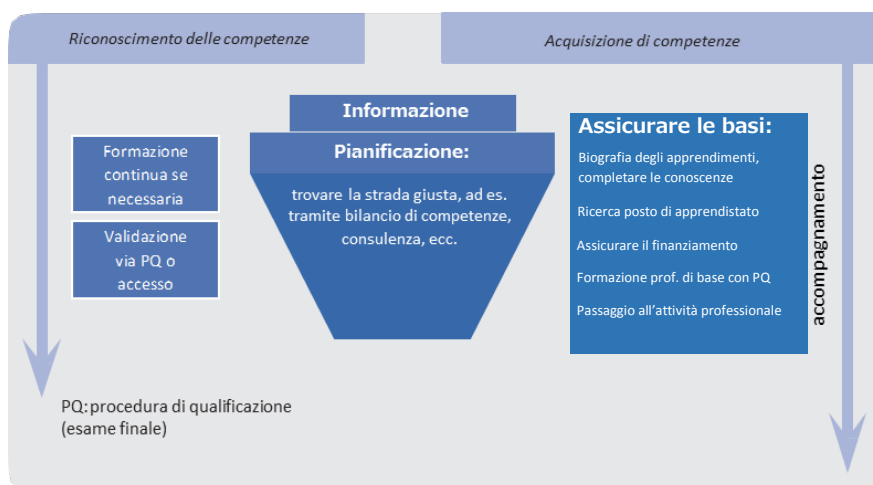 Riconoscimento delle competenze
Acquisizione di competenze
Informazione
Pianificazione:
trovare la strada giusta, ad es.
tramite bilancio di competenze,
consulenza, ecc.
Formazione
continua se
necessaria
Validazione
via PQ o
accesso
Assicurare le basi:
Biografia degli apprendimenti,
completare le conoscenze
Ricerca posto di apprendistato
Assicurare il finanziamento
Formazione prof. di base con PQ
Passaggio all’attività professionale
accompagnamento
PQ: procedura di qualificazione
(esame finale)